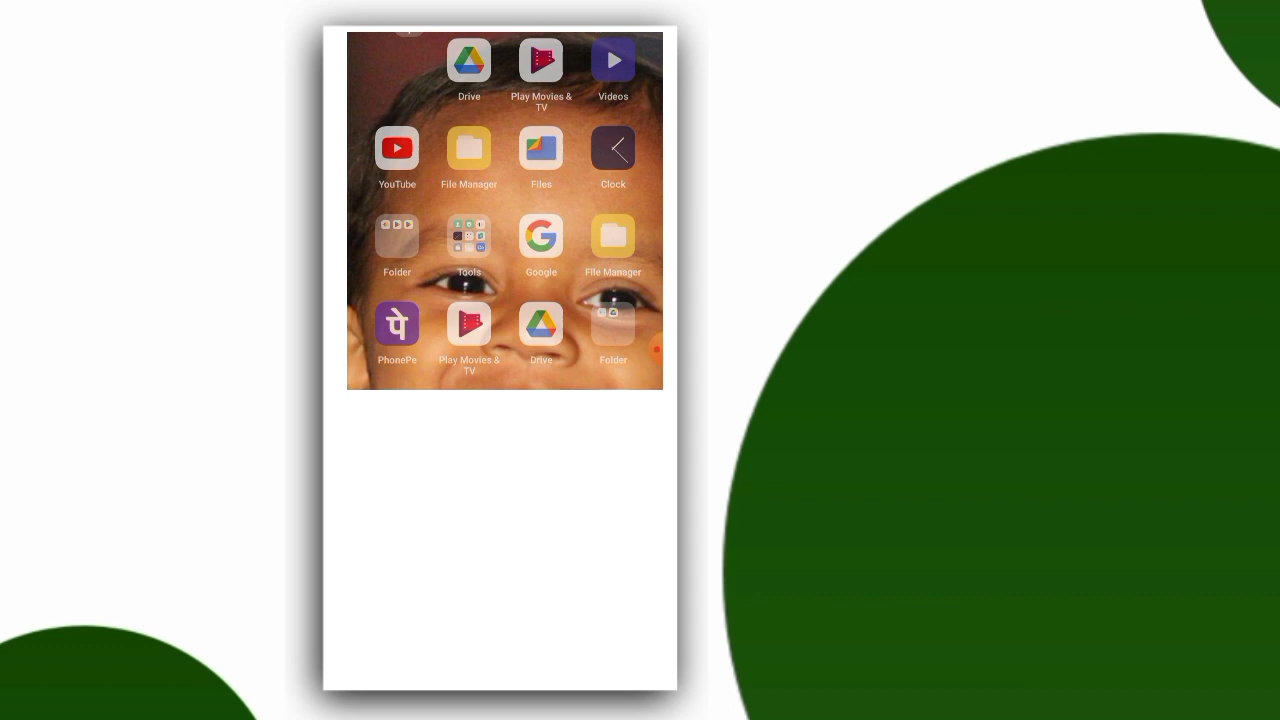 Drive
Play Movies &
TV
Videos
YouTube
File Manager
Files
Clock
Folder
Tools
Google
File Manager
पे
PhonePe
Play Movies &
TV
Drive
Folder